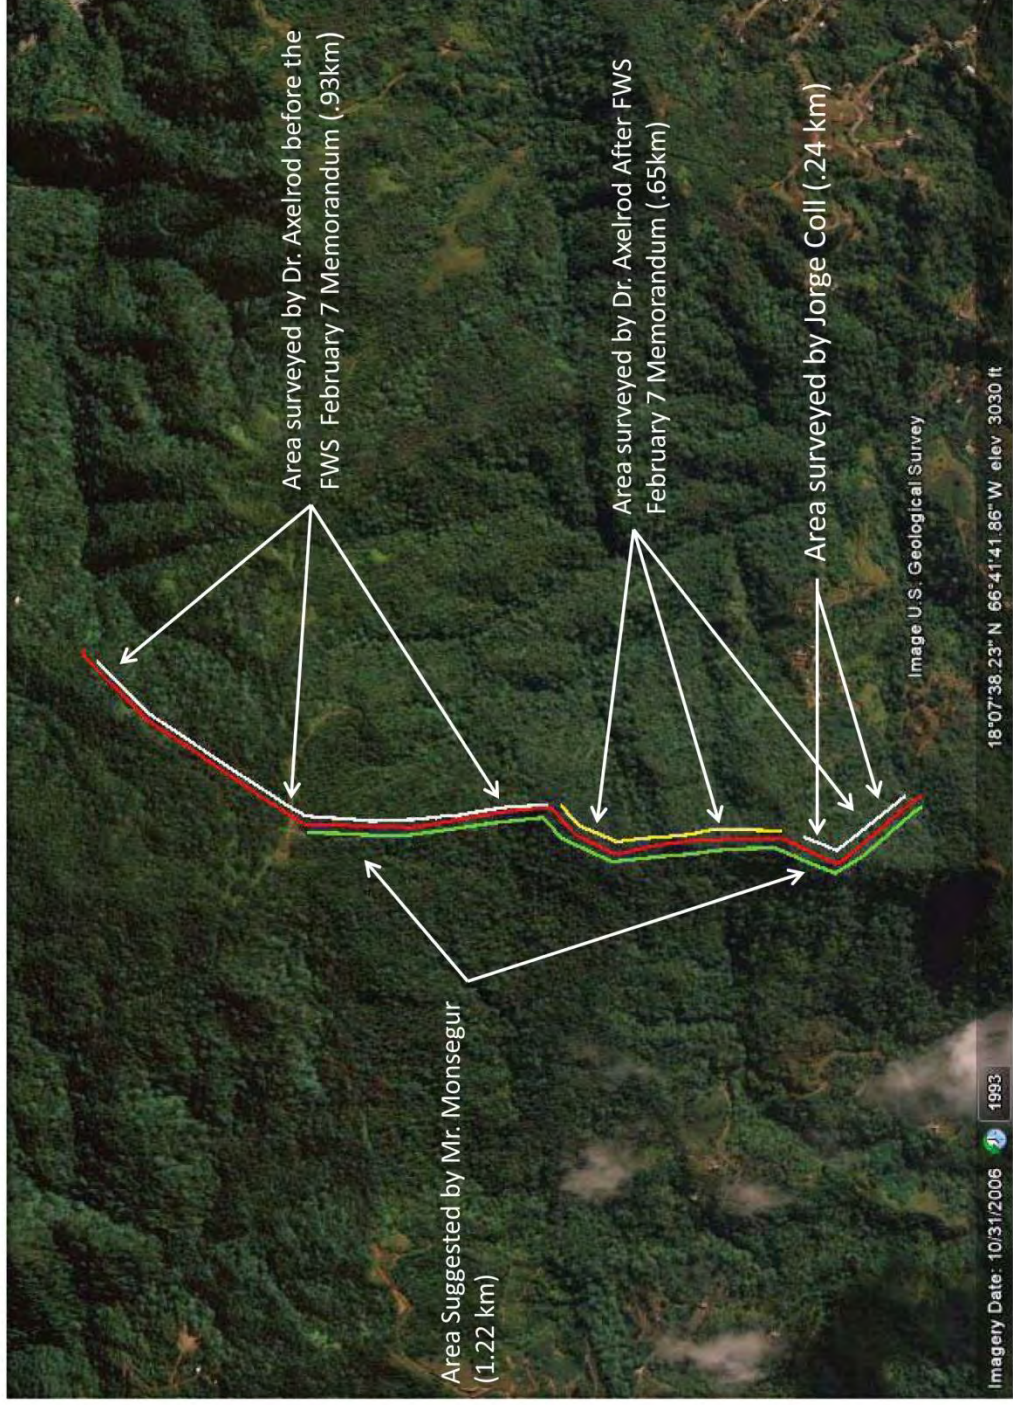 Area surveyed by Dr. Axelrod before the
FWS  February 7 Memorandum (.93km)
Area Suggested by Mr. Monsegur
(1.22 km)
Area surveyed by Dr. Axelrod After FWS
February 7 Memorandum (.65km)
Area surveyed by Jorge Coll (.24 km)
Image U.S. Geological Survey
Imagery Date: 10/31/2006  1993  18°07'38.23" N  66°41'41.86" W  elev  3030 ft